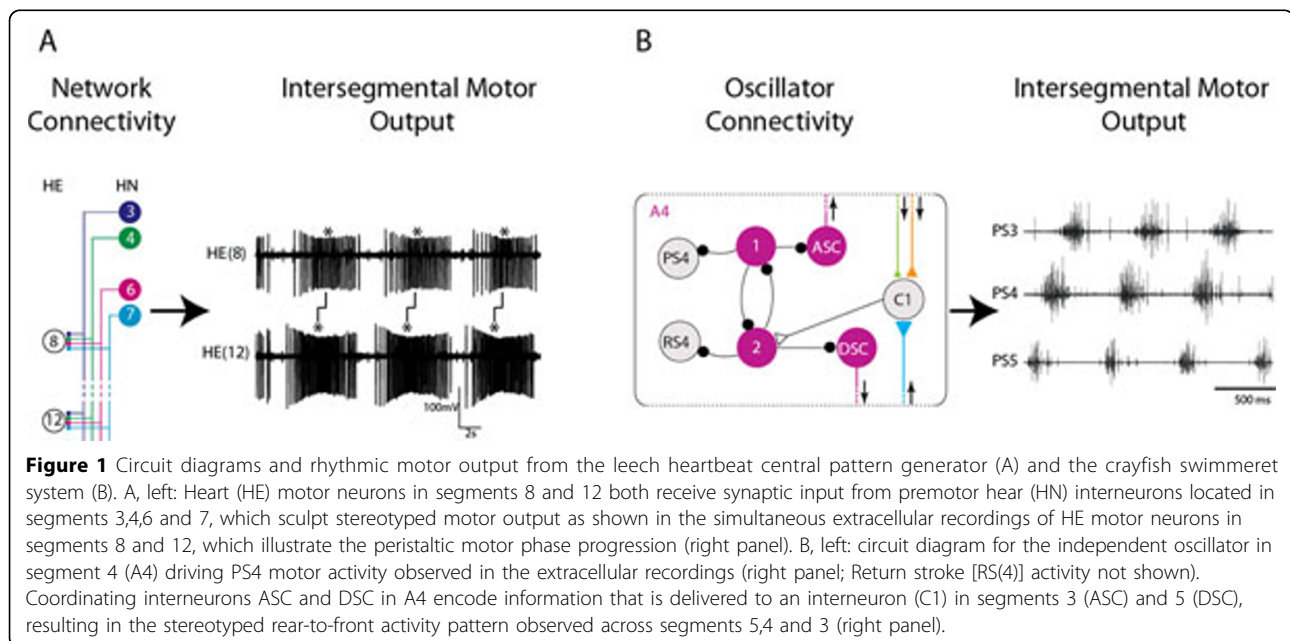 A
Network
Connectivity
Intersegmental Motor
Output
HE
HN
3
4
6
7
8
12
HE(8)
* * *
* * *
HE(12)
100mV
2s
B
Oscillator
Connectivity
Intersegmental Motor
Output
A4
1
ASC
PS4
C1
RS4
2
DSC
PS3
PS4
PS5
500 ms
Figure 1 Circuit diagrams and rhythmic motor output from the leech heartbeat central pattern generator (A) and the crayfish swimmeret
system (B). A, left: Heart (HE) motor neurons in segments 8 and 12 both receive synaptic input from premotor hear (HN) interneurons located in
segments 3,4,6 and 7, which sculpt stereotyped motor output as shown in the simultaneous extracellular recordings of HE motor neurons in
segments 8 and 12, which illustrate the peristaltic motor phase progression (right panel). B, left: circuit diagram for the independent oscillator in
segment 4 (A4) driving PS4 motor activity observed in the extracellular recordings (right panel; Return stroke [RS(4)] activity not shown).
Coordinating interneurons ASC and DSC in A4 encode information that is delivered to an interneuron (C1) in segments 3 (ASC) and 5 (DSC),
resulting in the stereotyped rear-to-front activity pattern observed across segments 5,4 and 3 (right panel).